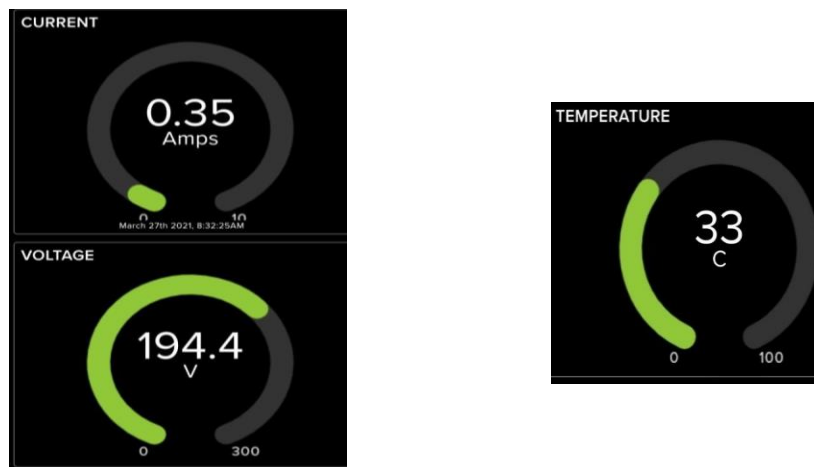 CURRENT
0.35
Amps
0 10
March 27th 2021, 8:32:25AM
VOLTAGE
194.4
V
0 300
TEMPERATURE
33
C
0 100